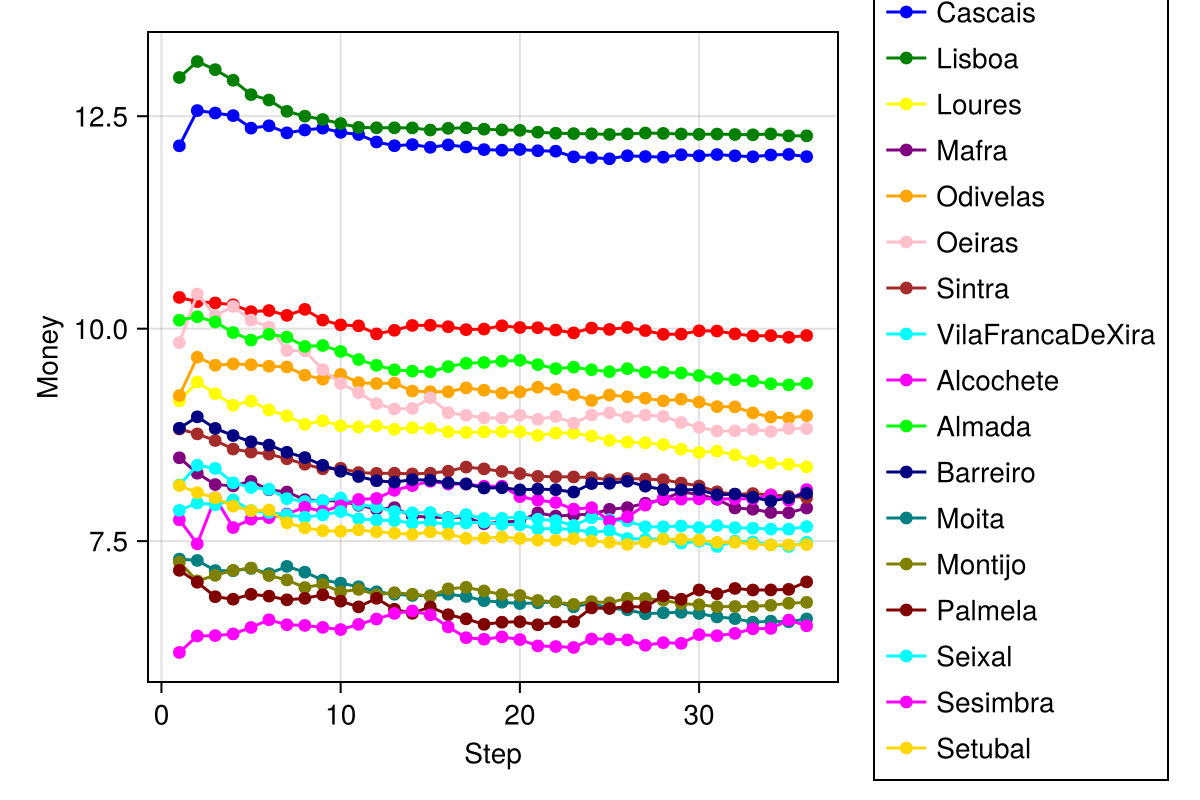 Cascais
Lisboa
Loures
Mafra
Odivelas
Oeiras
Sintra
VilaFrancaDeXira
Alcochete
Almada
Barreiro
Moita
Montijo
Palmela
Seixal
Sesimbra
Setubal
12.5
10.0
7.5
Money
0 10 20 30
Step